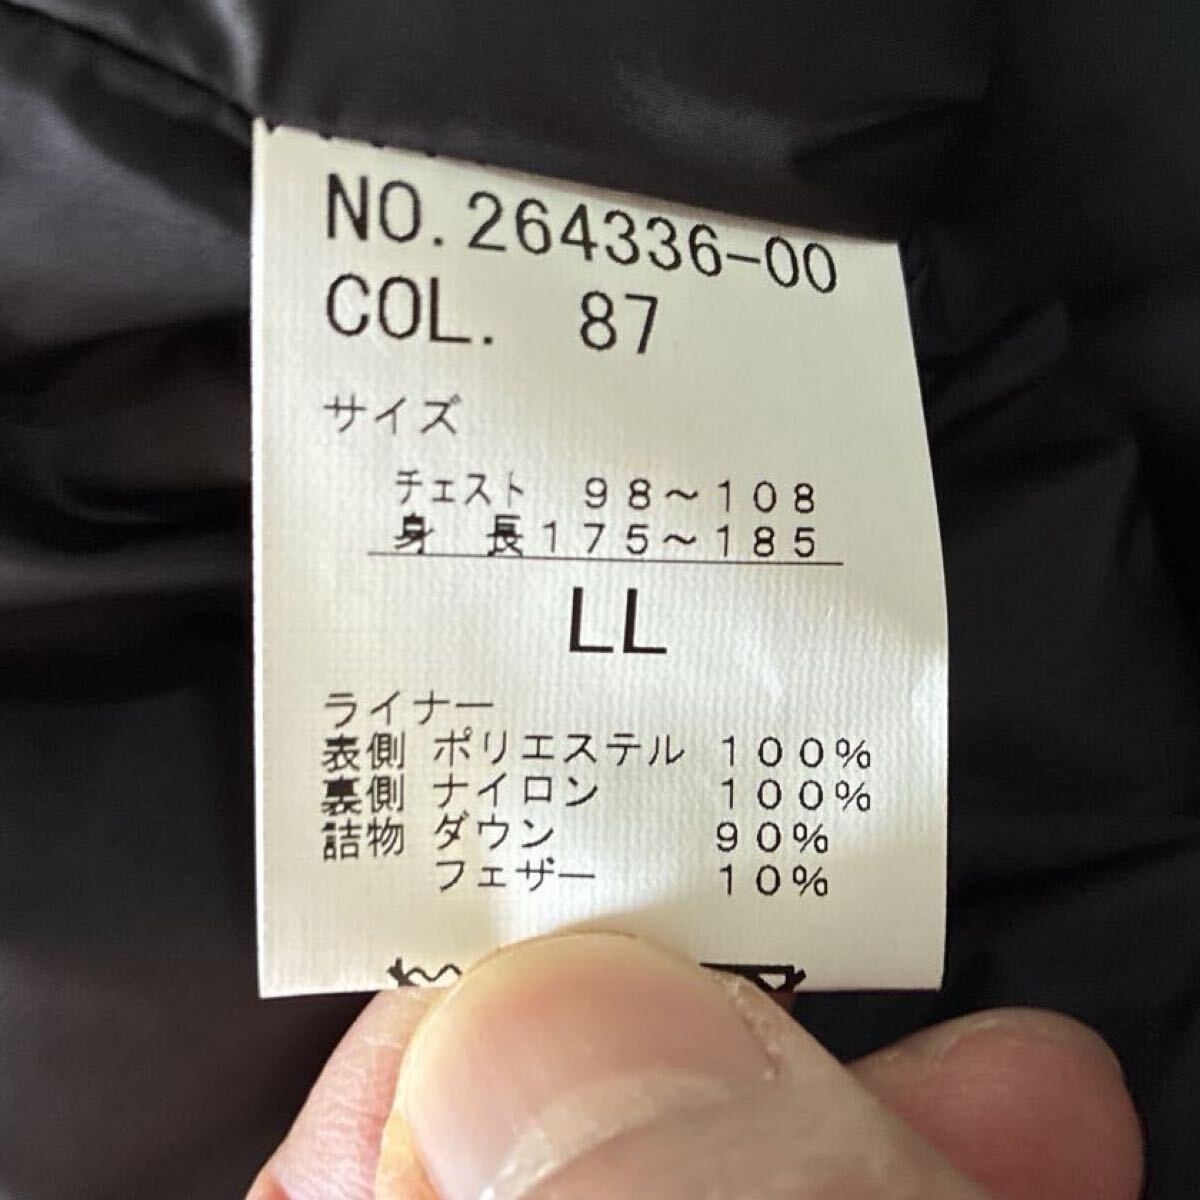 NO.264336-00
COL. 87
サイズ
チェスト 98～108
身 長175～185
LL
ライナー
表側 ポリエステル 100%
裏側 ナイロン 100%
詰物 ダウン 90%
フェザー 10%